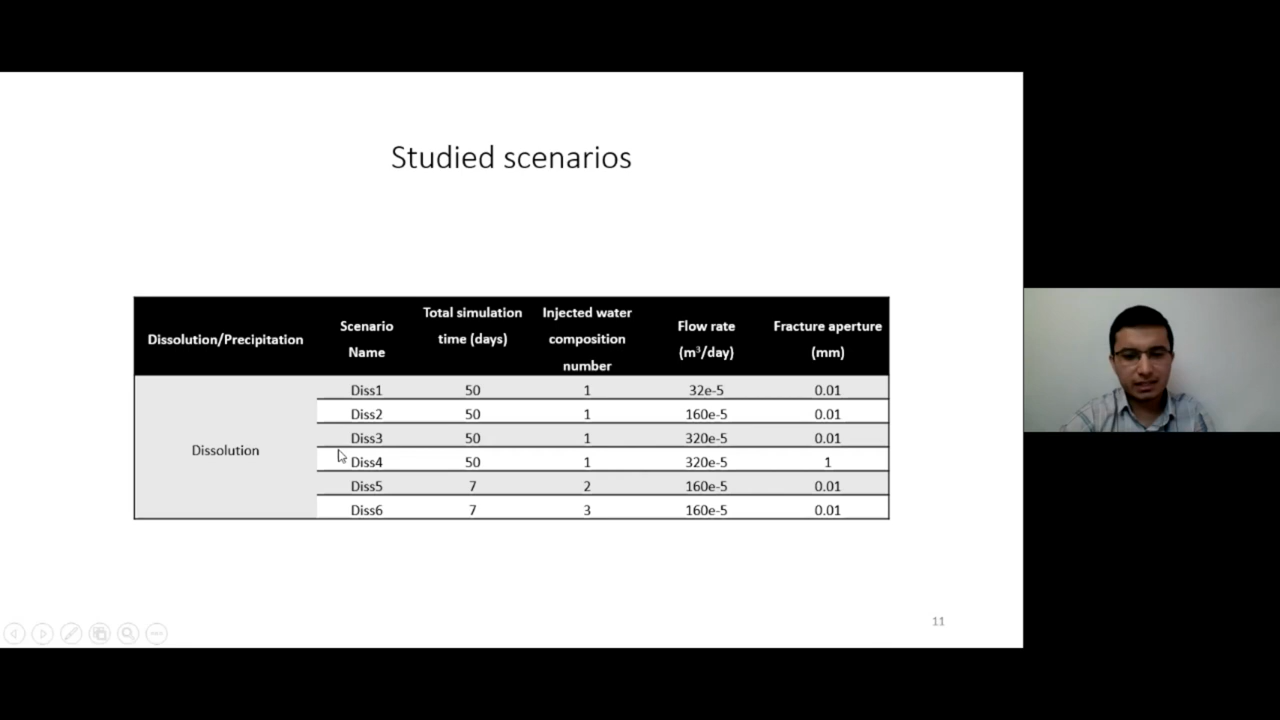 Studied scenarios
Dissolution/Precipitation Scenario Name Total simulation time (days) Injected water composition number Flow rate (m³/day) Fracture aperture (mm)
Dissolution
Diss1 50 1 32e-5 0.01
Diss2 50 1 160e-5 0.01
Diss3 50 1 320e-5 0.01
Diss4 50 1 320e-5 1
Diss5 7 2 160e-5 0.01
Diss6 7 3 160e-5 0.01
11